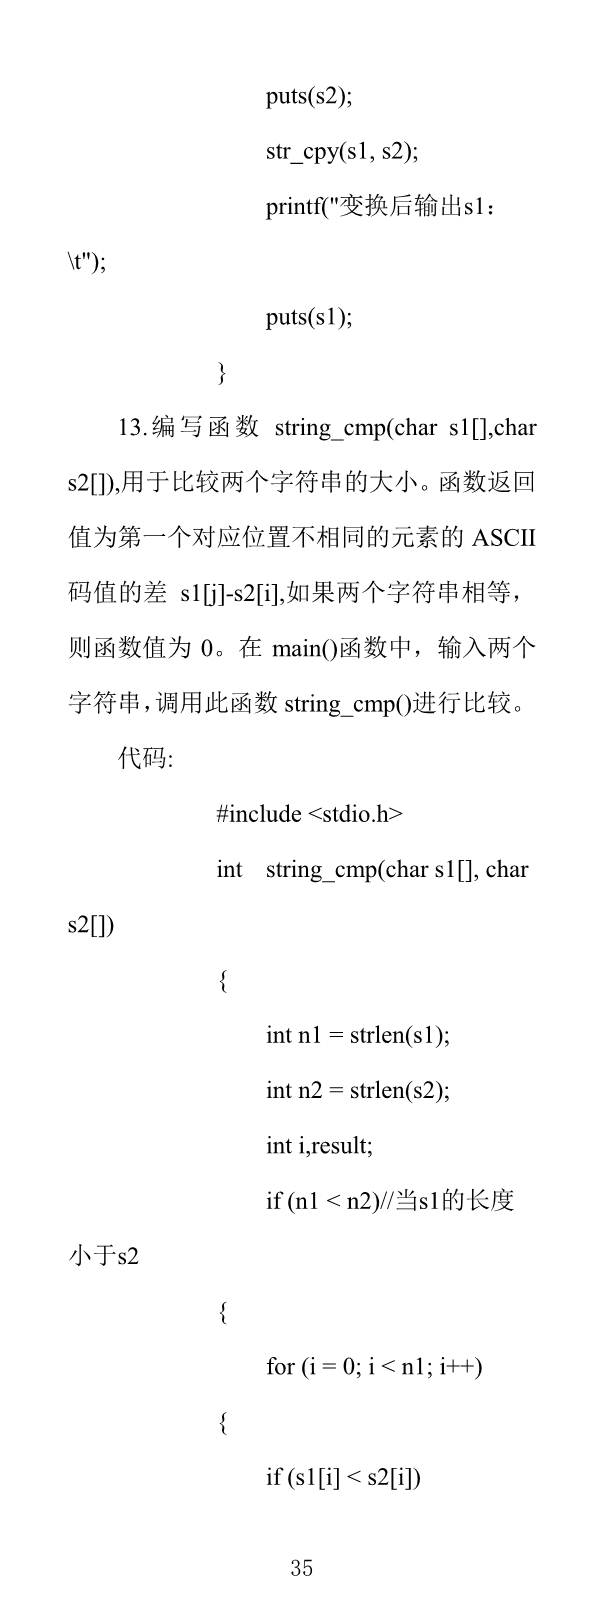 puts(s2);
str_cpy(s1, s2);
printf("变换后输出s1：
\t");
puts(s1);
}
13.编写函数 string_cmp(char s1[],char
s2[]),用于比较两个字符串的大小。函数返回
值为第一个对应位置不相同的元素的 ASCII
码值的差 s1[j]-s2[i],如果两个字符串相等，
则函数值为 0。在 main()函数中，输入两个
字符串，调用此函数 string_cmp()进行比较。
代码:
#include <stdio.h>
int string_cmp(char s1[], char
s2[])
{
int n1 = strlen(s1);
int n2 = strlen(s2);
int i,result;
if (n1 < n2)//当s1的长度
小于s2
{
for (i = 0; i < n1; i++)
{
if (s1[i] < s2[i])
35